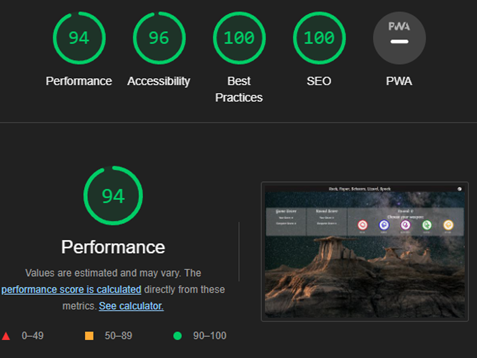 94
96
100
100
PWA
Performance
Accessibility
Best
Practices
SEO
PWA
94
Performance
Values are estimated and may vary. The
performance score is calculated directly from these
metrics. See calculator.
0–49
50–89
90–100
Rock, Paper, Scissors, Lizard, Spock
Game Score
Round Score
Round 0
Choose your weapon: